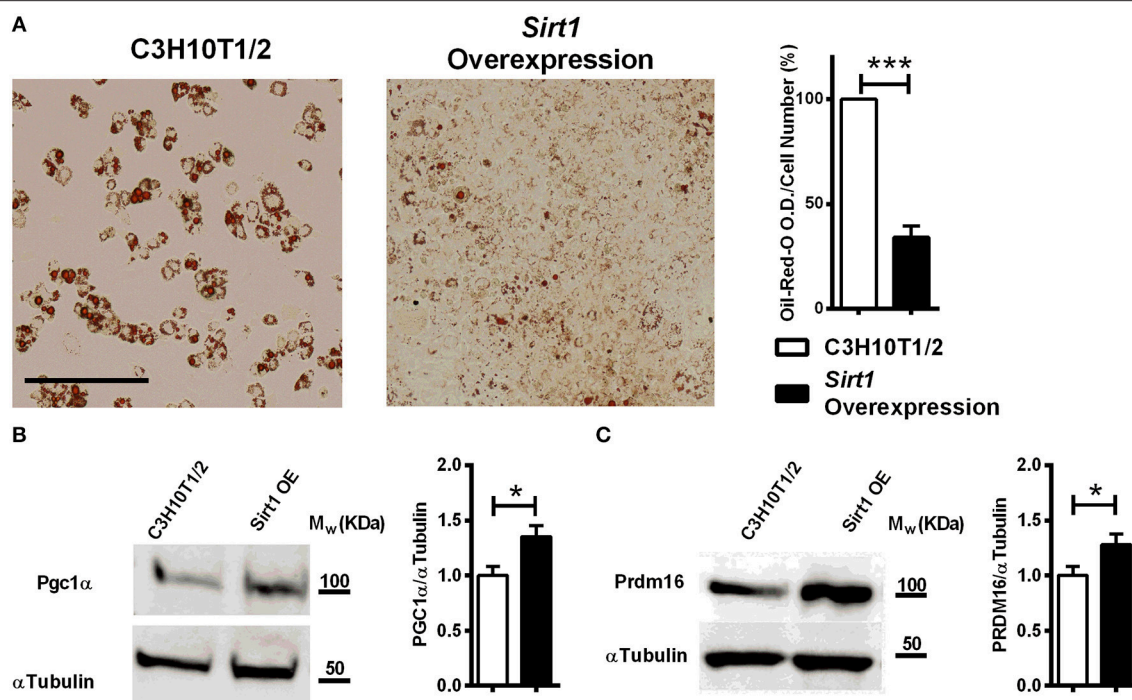 A
C3H10T1/2
Sirt1
Overexpression
Oil-Red-O O.D./Cell Number (%)
100
50
0
***
C3H10T1/2
Sirt1
Overexpression
B
C3H10T1/2
Sirt1 OE
MW (KDa)
Pgc1α
100
αTubulin
50
PGC1α/αTubulin
2.0
1.5
1.0
0.5
0.0
*
C
C3H10T1/2
Sirt1 OE
MW (KDa)
Prdm16
100
αTubulin
50
PRDM16/αTubulin
2.0
1.5
1.0
0.5
0.0
*